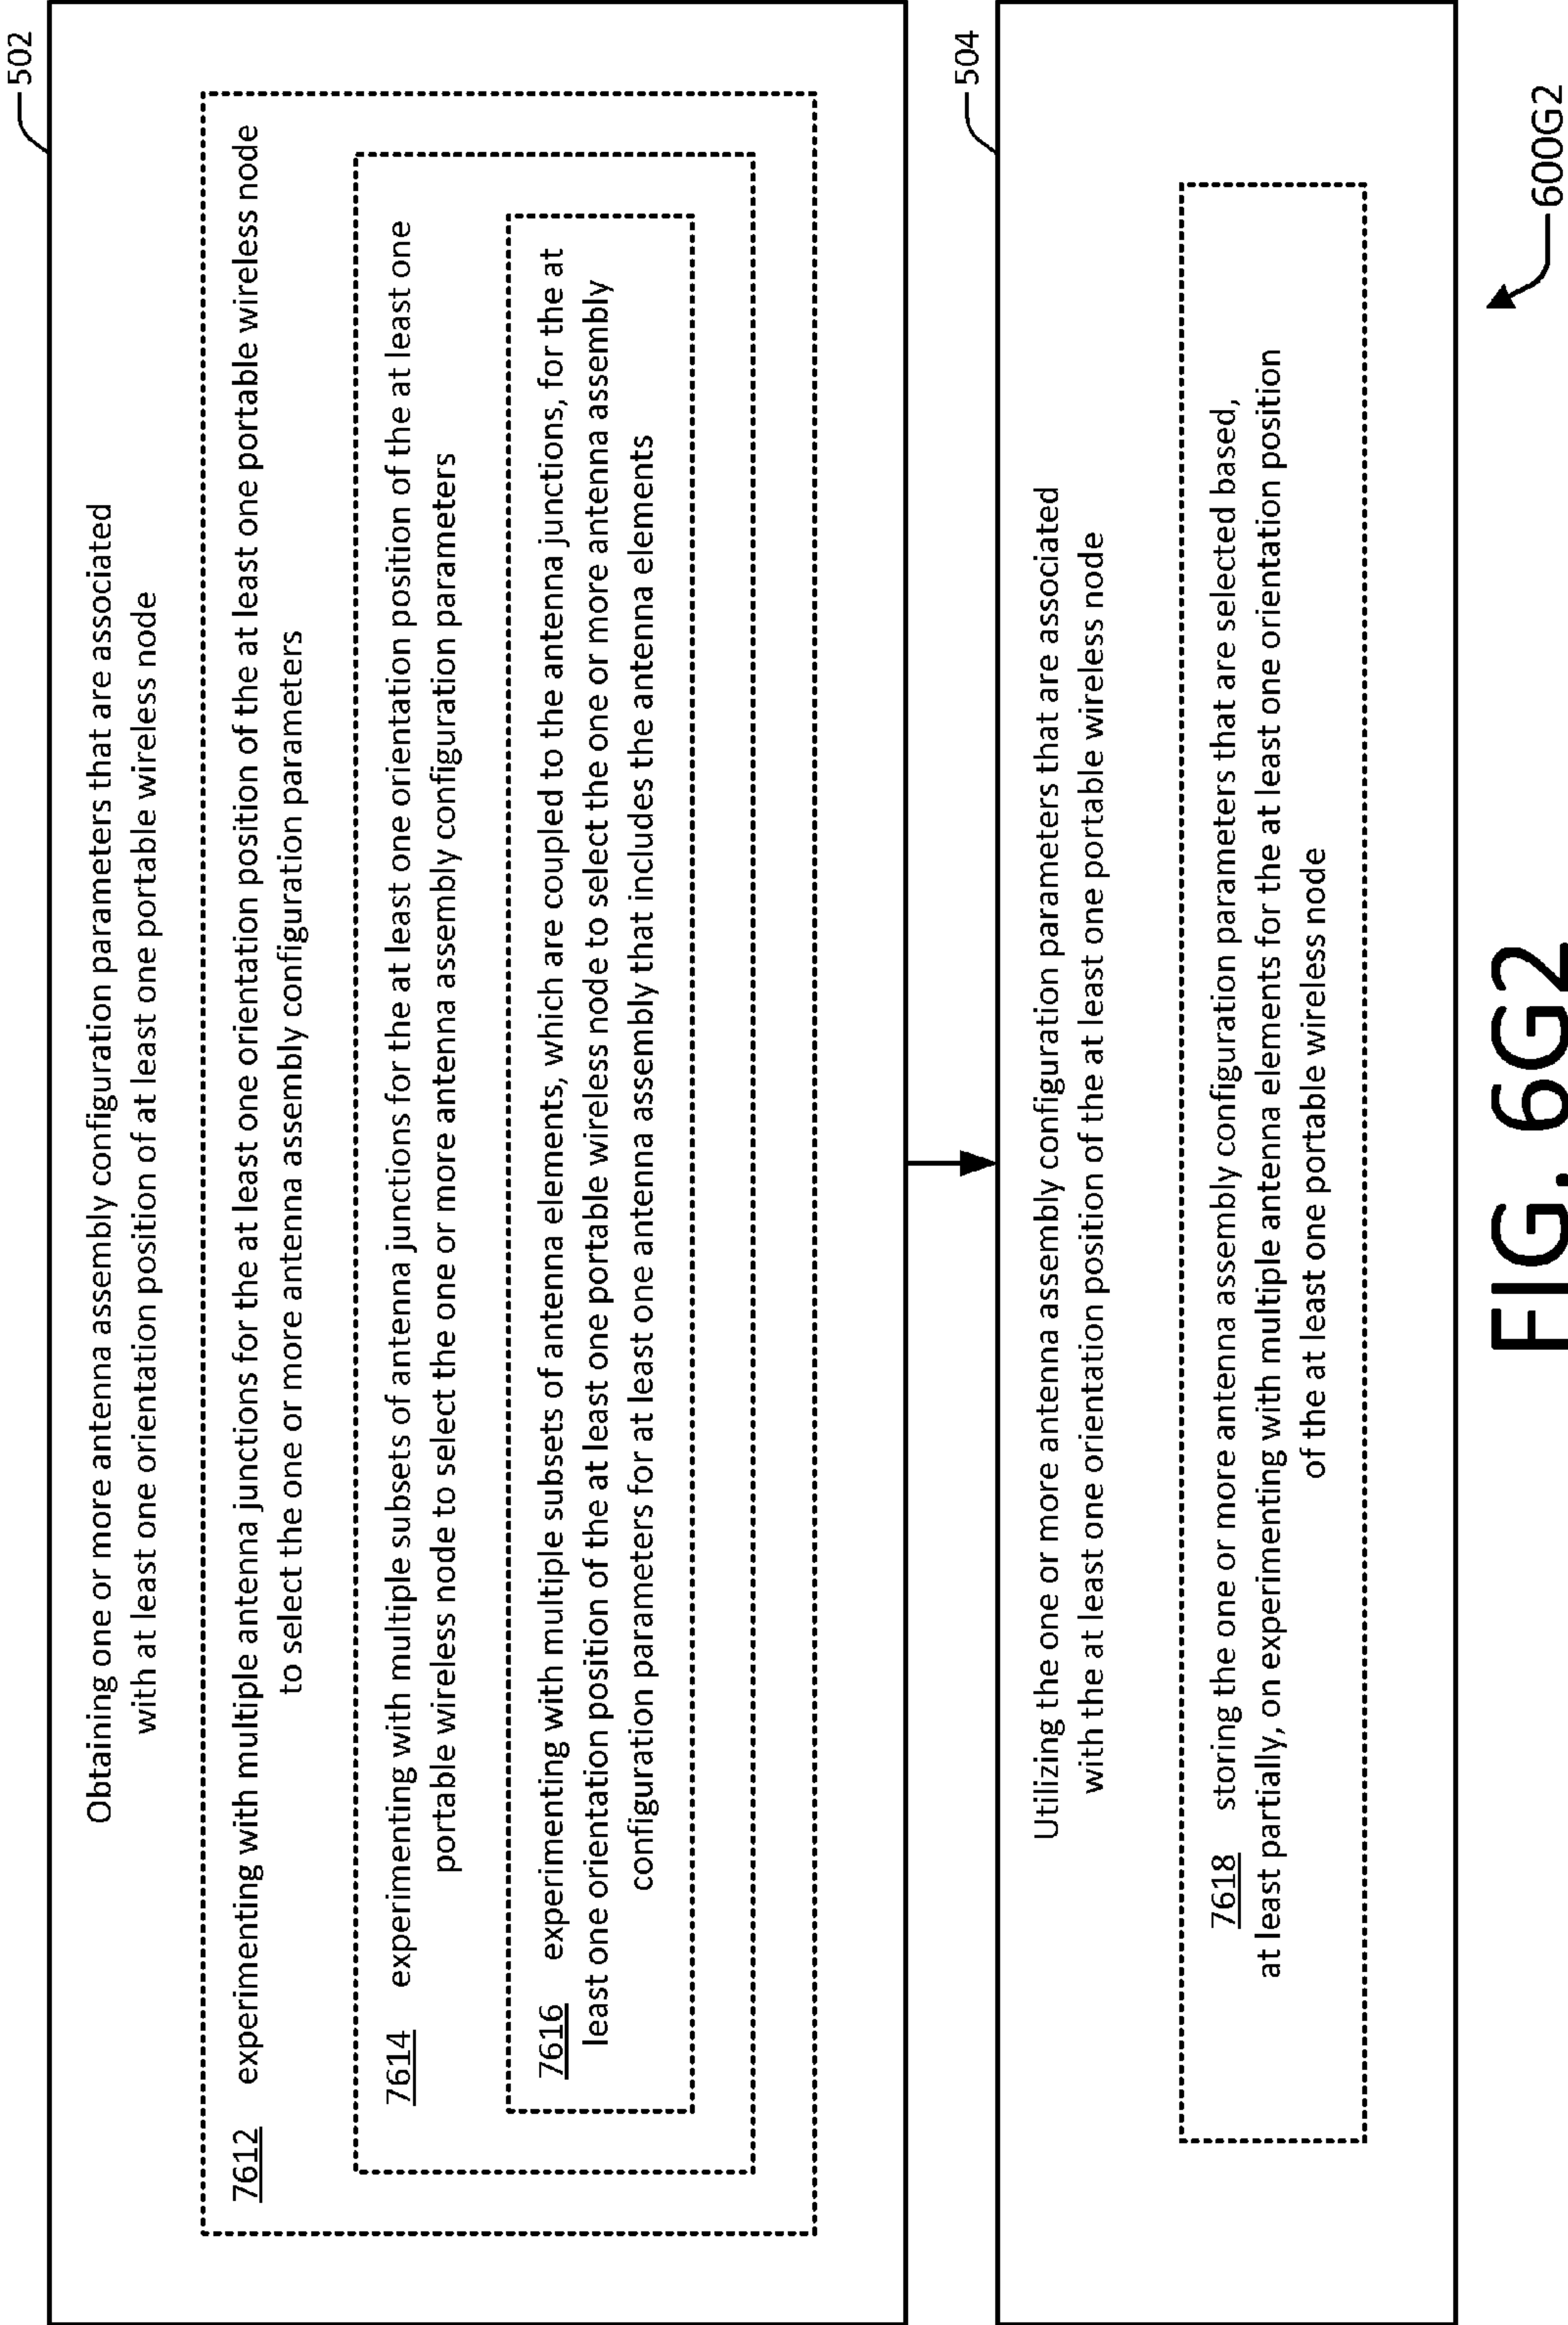 502
Obtaining one or more antenna assembly configuration parameters that are associated
with at least one orientation position of at least one portable wireless node
7612 experimenting with multiple antenna junctions for the at least one orientation position of the at least one portable wireless node
to select the one or more antenna assembly configuration parameters
7614 experimenting with multiple subsets of antenna junctions for the at least one orientation position of the at least one
portable wireless node to select the one or more antenna assembly configuration parameters
7616 experimenting with multiple subsets of antenna elements, which are coupled to the antenna junctions, for the at
least one orientation position of the at least one portable wireless node to select the one or more antenna assembly
configuration parameters for at least one antenna assembly that includes the antenna elements
504
Utilizing the one or more antenna assembly configuration parameters that are associated
with the at least one orientation position of the at least one portable wireless node
7618 storing the one or more antenna assembly configuration parameters that are selected based,
at least partially, on experimenting with multiple antenna elements for the at least one orientation position
of the at least one portable wireless node
600G2
FIG. 6G2